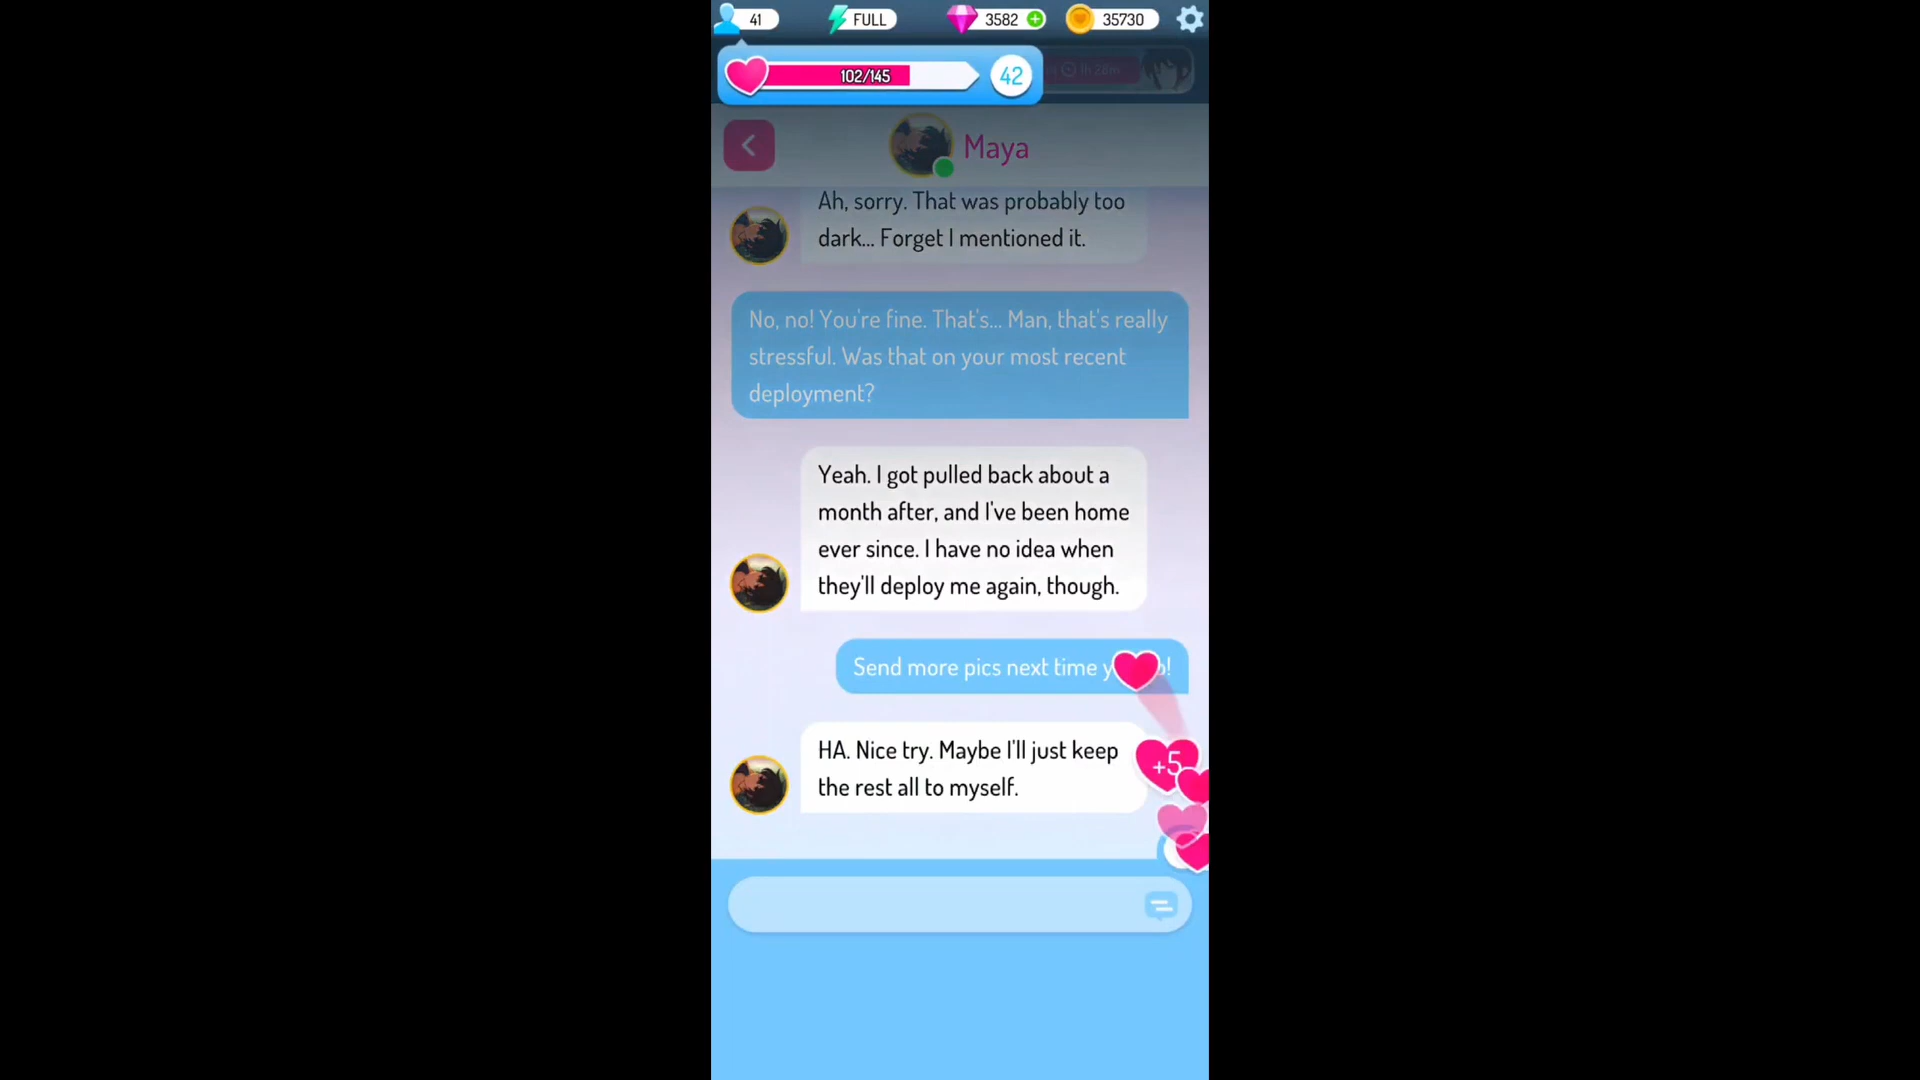 41
FULL
3582
35730
102/145
42
1h 28m
Maya
Ah, sorry. That was probably too
dark... Forget I mentioned it.
No, no! You're fine. That's... Man, that's really
stressful. Was that on your most recent
deployment?
Yeah. I got pulled back about a
month after, and I've been home
ever since. I have no idea when
they'll deploy me again, though.
Send more pics next time
HA. Nice try. Maybe I'll just keep
the rest all to myself.
+5